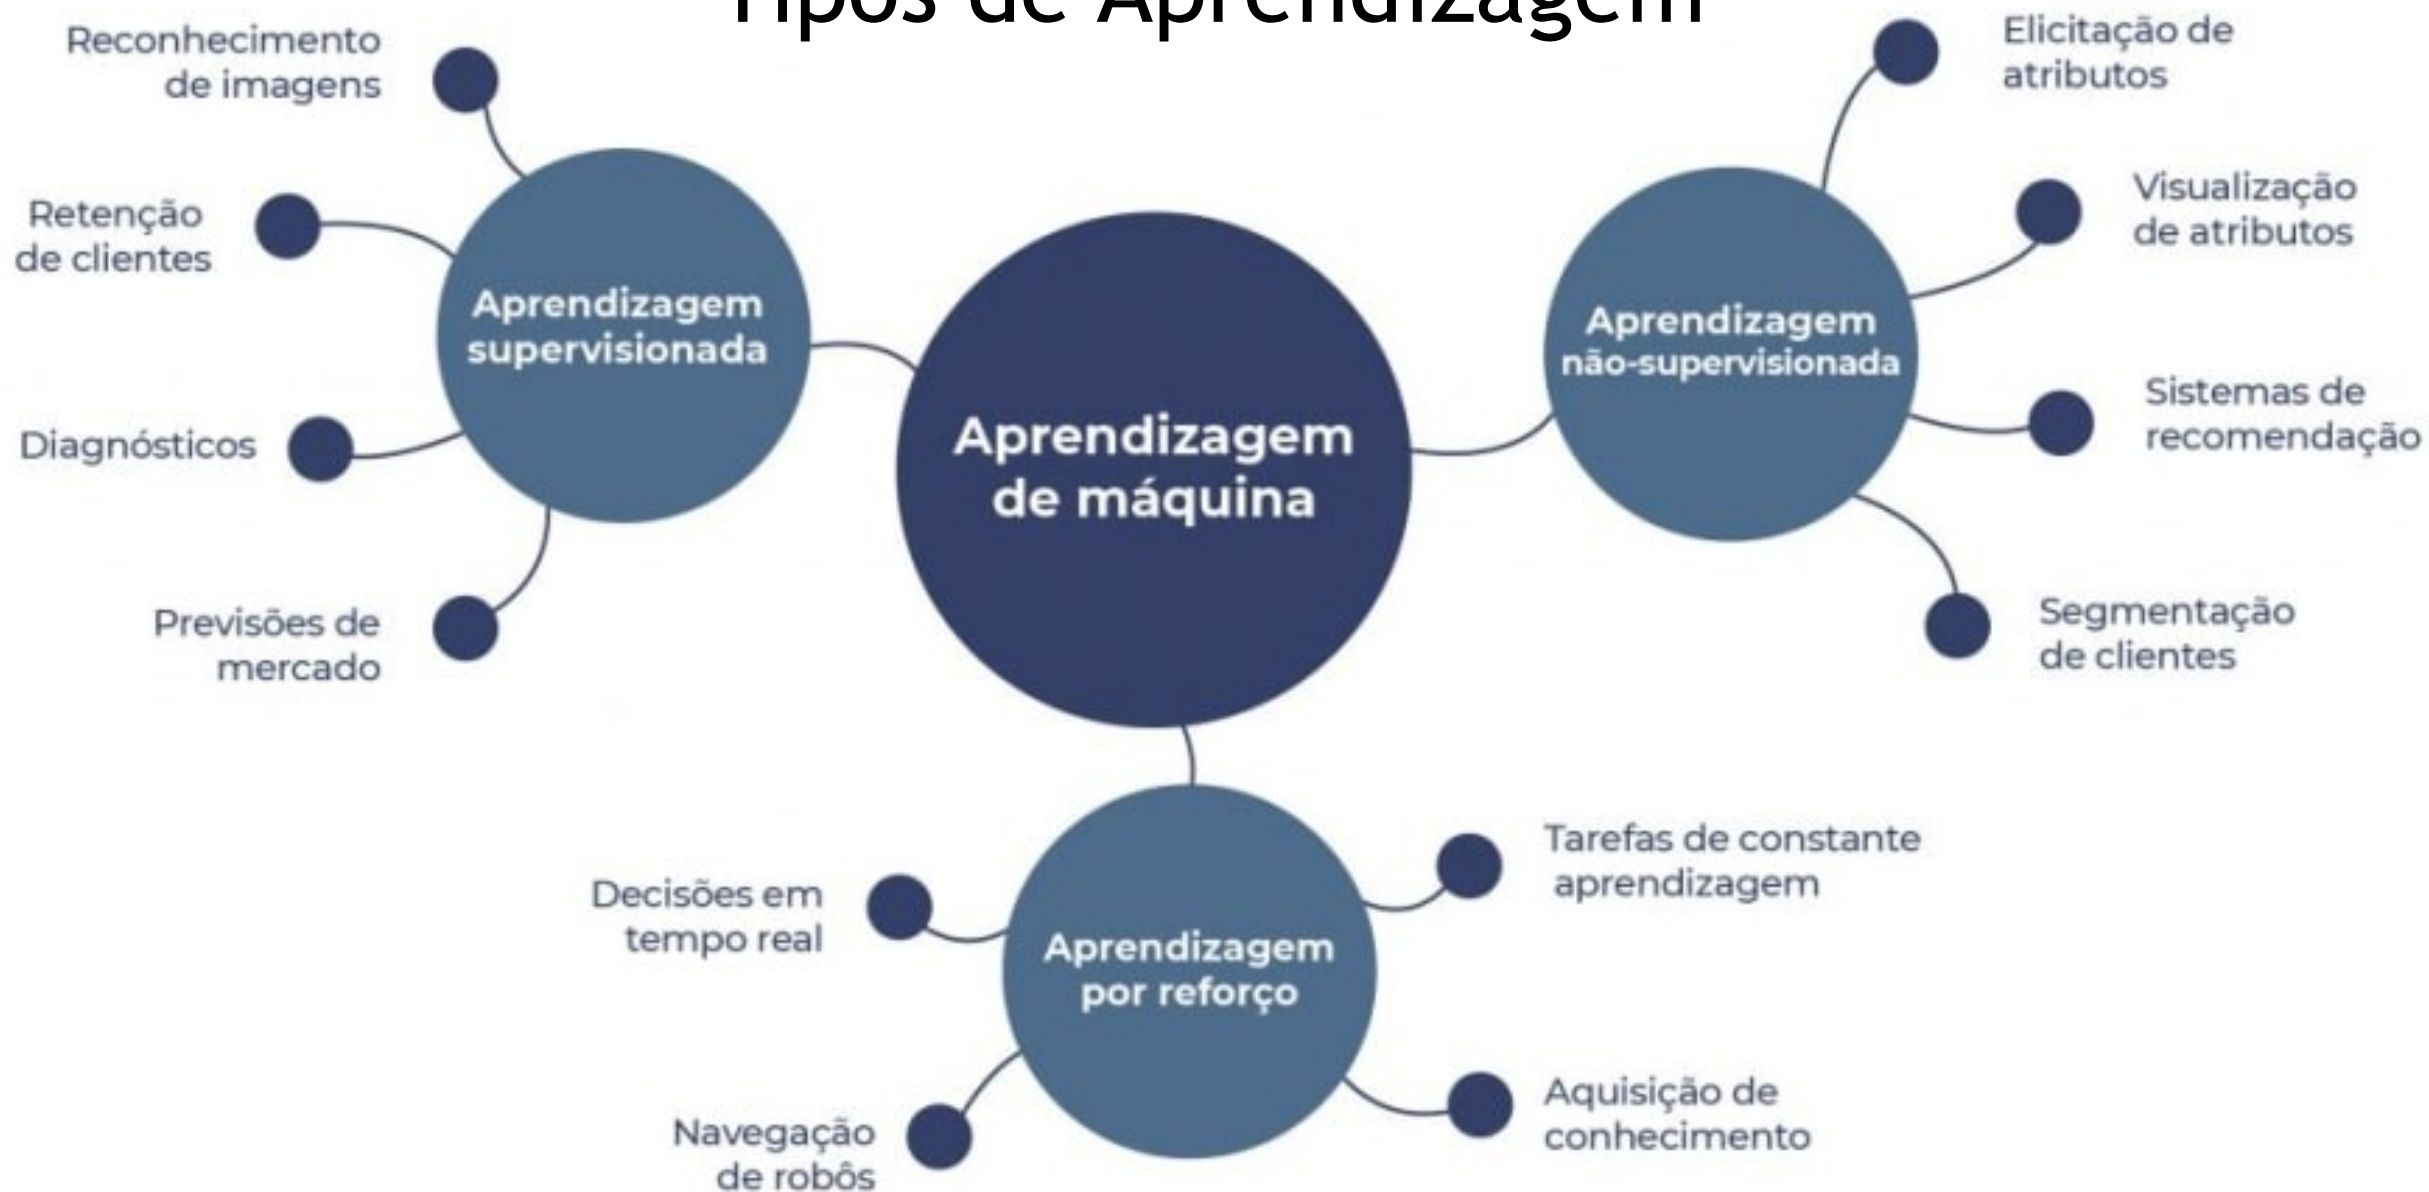 Tipos de Aprendizagem
Reconhecimento
de imagens
Retenção
de clientes
Diagnósticos
Previsões de
mercado
Aprendizagem
supervisionada
Aprendizagem
de máquina
Aprendizagem
não-supervisionada
Elicitação de
atributos
Visualização
de atributos
Sistemas de
recomendação
Segmentação
de clientes
Aprendizagem
por reforço
Decisões em
tempo real
Navegação
de robôs
Tarefas de constante
aprendizagem
Aquisição de
conhecimento